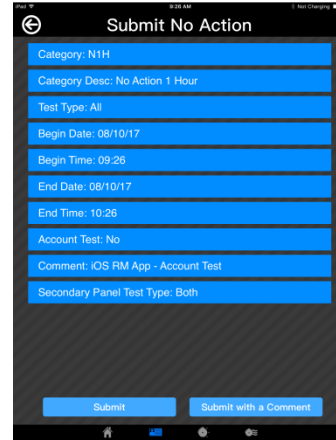 iPad 9:26 AM Not Charging
Submit No Action
Category: N1H
Category Desc: No Action 1 Hour
Test Type: All
Begin Date: 08/10/17
Begin Time: 09:26
End Date: 08/10/17
End Time: 10:26
Account Test: No
Comment: iOS RM App - Account Test
Secondary Panel Test Type: Both
Submit Submit with a Comment